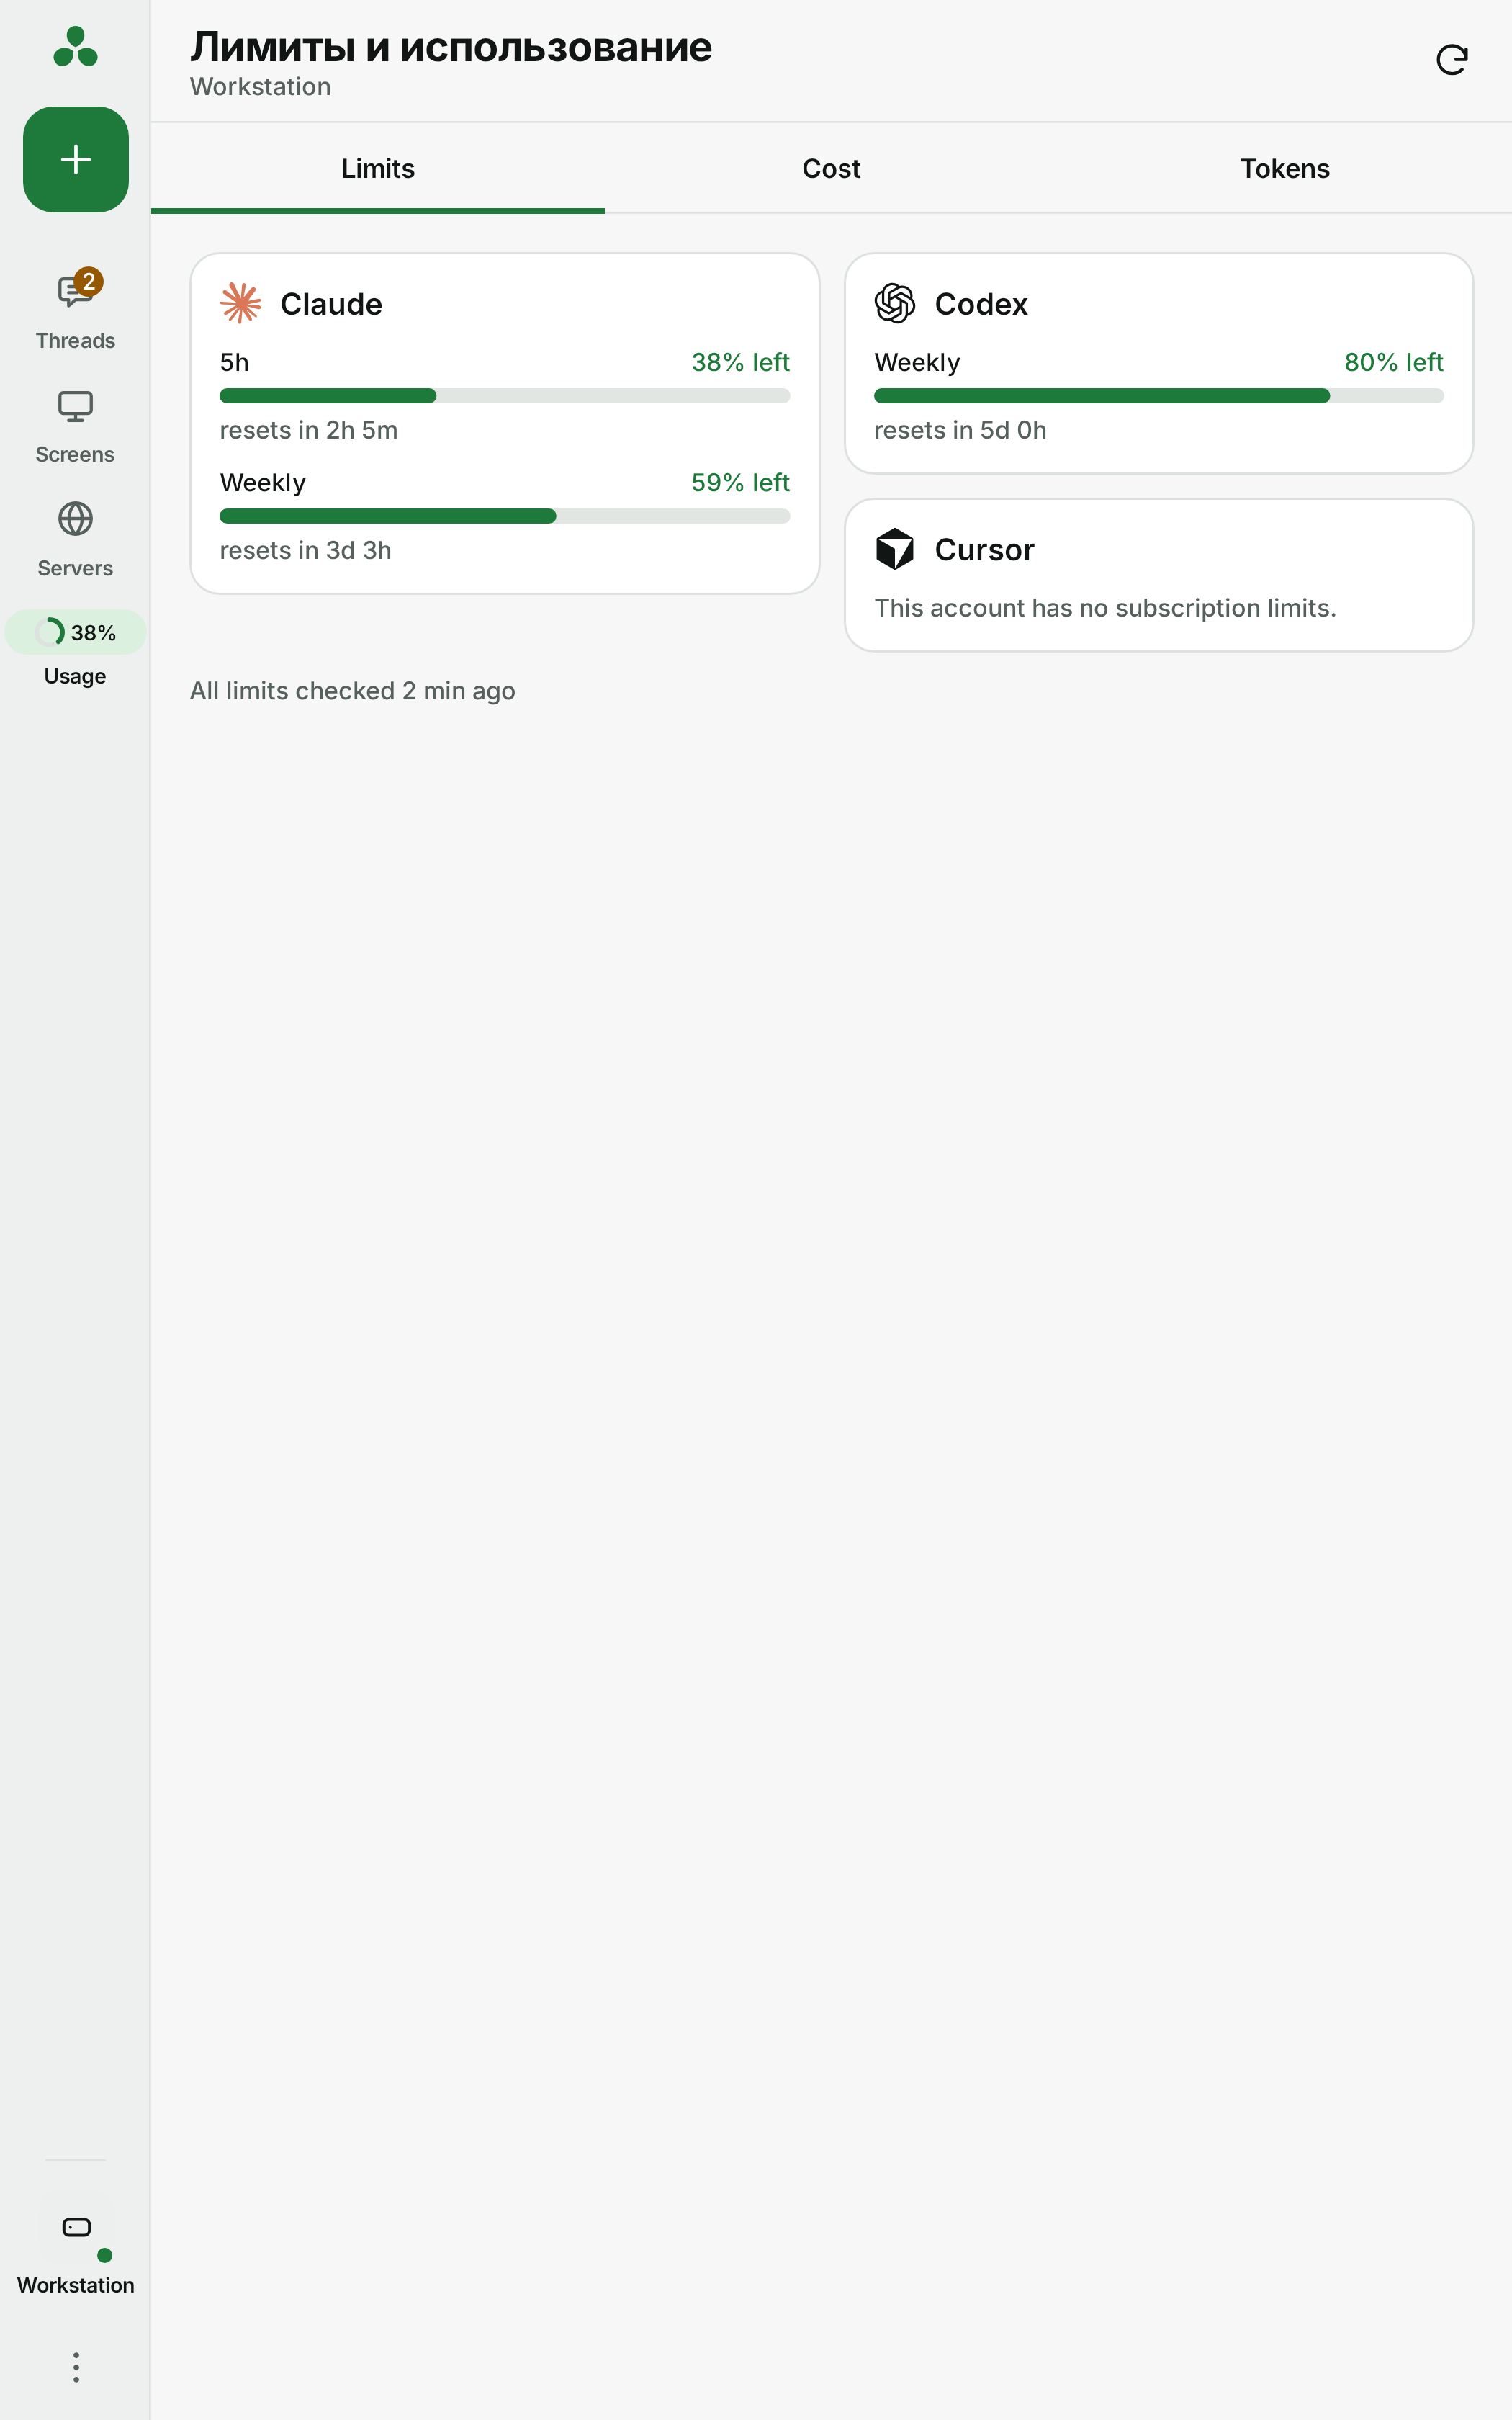 Лимиты и использование
Workstation
Limits
Cost
Tokens
2
Threads
Screens
Servers
38%
Usage
Claude
5h
38% left
resets in 2h 5m
Weekly
59% left
resets in 3d 3h
Codex
Weekly
80% left
resets in 5d 0h
Cursor
This account has no subscription limits.
All limits checked 2 min ago
Workstation